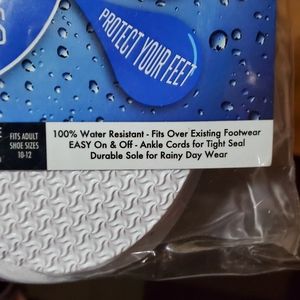 PROTECT YOUR FEET
FITS ADULT
SHOE SIZES
10-12
100% Water Resistant - Fits Over Existing Footwear
EASY On & Off - Ankle Cords for Tight Seal
Durable Sole for Rainy Day Wear